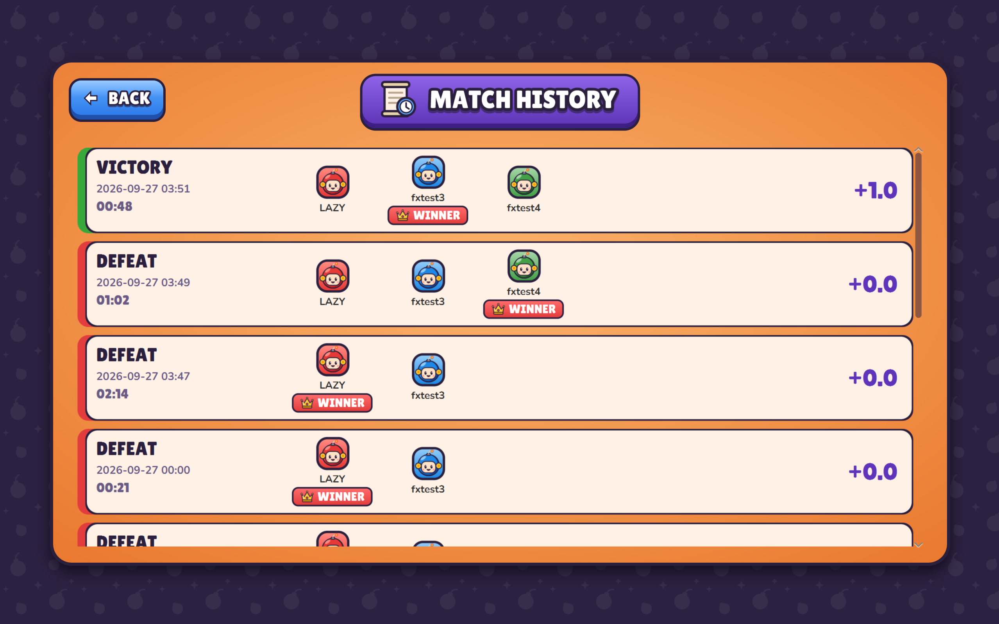 BACK
MATCH HISTORY
VICTORY
2026-09-27 03:51
00:48
LAZY
fxtest3
WINNER
fxtest4
+1.0
DEFEAT
2026-09-27 03:49
01:02
LAZY
fxtest3
fxtest4
WINNER
+0.0
DEFEAT
2026-09-27 03:47
02:14
LAZY
WINNER
fxtest3
+0.0
DEFEAT
2026-09-27 00:00
00:21
LAZY
WINNER
fxtest3
+0.0
DEFEAT